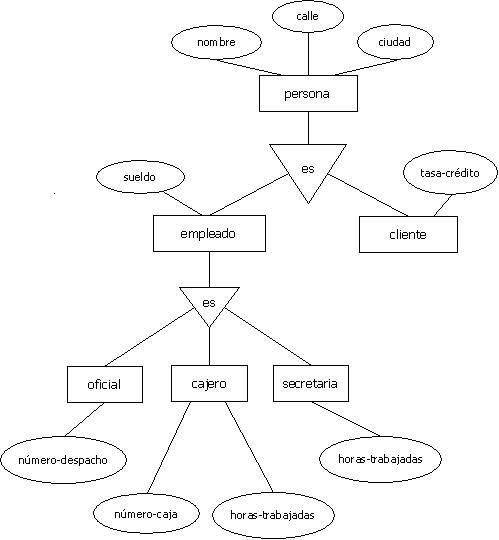 calle
nombre
ciudad
persona
es
sueldo
tasa-crédito
empleado
cliente
es
oficial
cajero
secretaria
número-despacho
horas-trabajadas
número-caja
horas-trabajadas